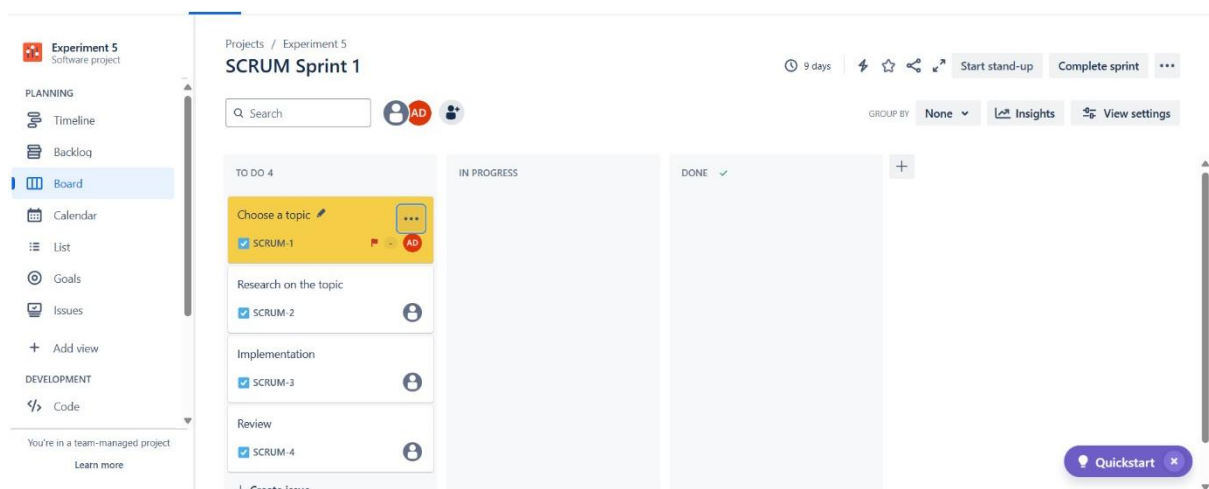 Experiment 5
Software project
PLANNING
Timeline
Backlog
Board
Calendar
List
Goals
Issues
Add view
DEVELOPMENT
Code
You're in a team-managed project
Learn more
Projects / Experiment 5
SCRUM Sprint 1
9 days
Start stand-up
Complete sprint
Search
AD
GROUP BY None
Insights
View settings
TO DO 4
Choose a topic
SCRUM-1
AD
Research on the topic
SCRUM-2
Implementation
SCRUM-3
Review
SCRUM-4
+ Create issue
IN PROGRESS
DONE
Quickstart